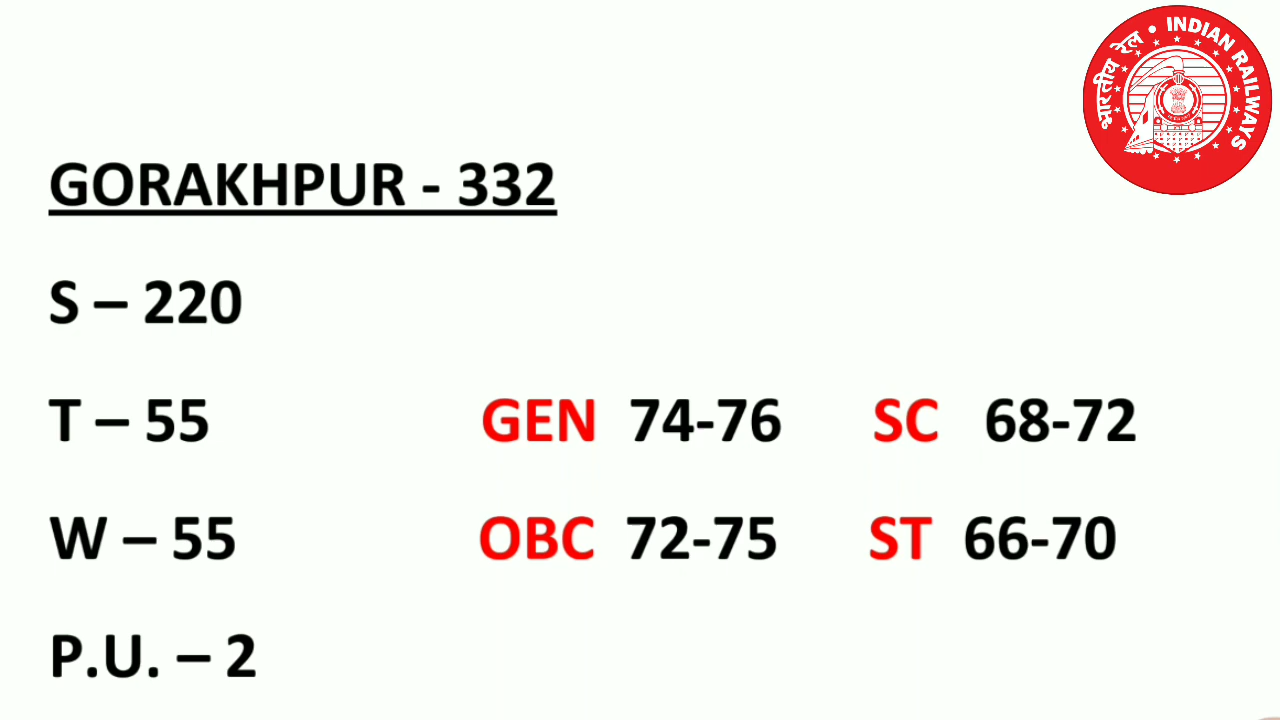 भारतीय रेल • INDIAN RAILWAYS
GORAKHPUR - 332
S – 220
T – 55 GEN 74-76 SC 68-72
W – 55 OBC 72-75 ST 66-70
P.U. – 2